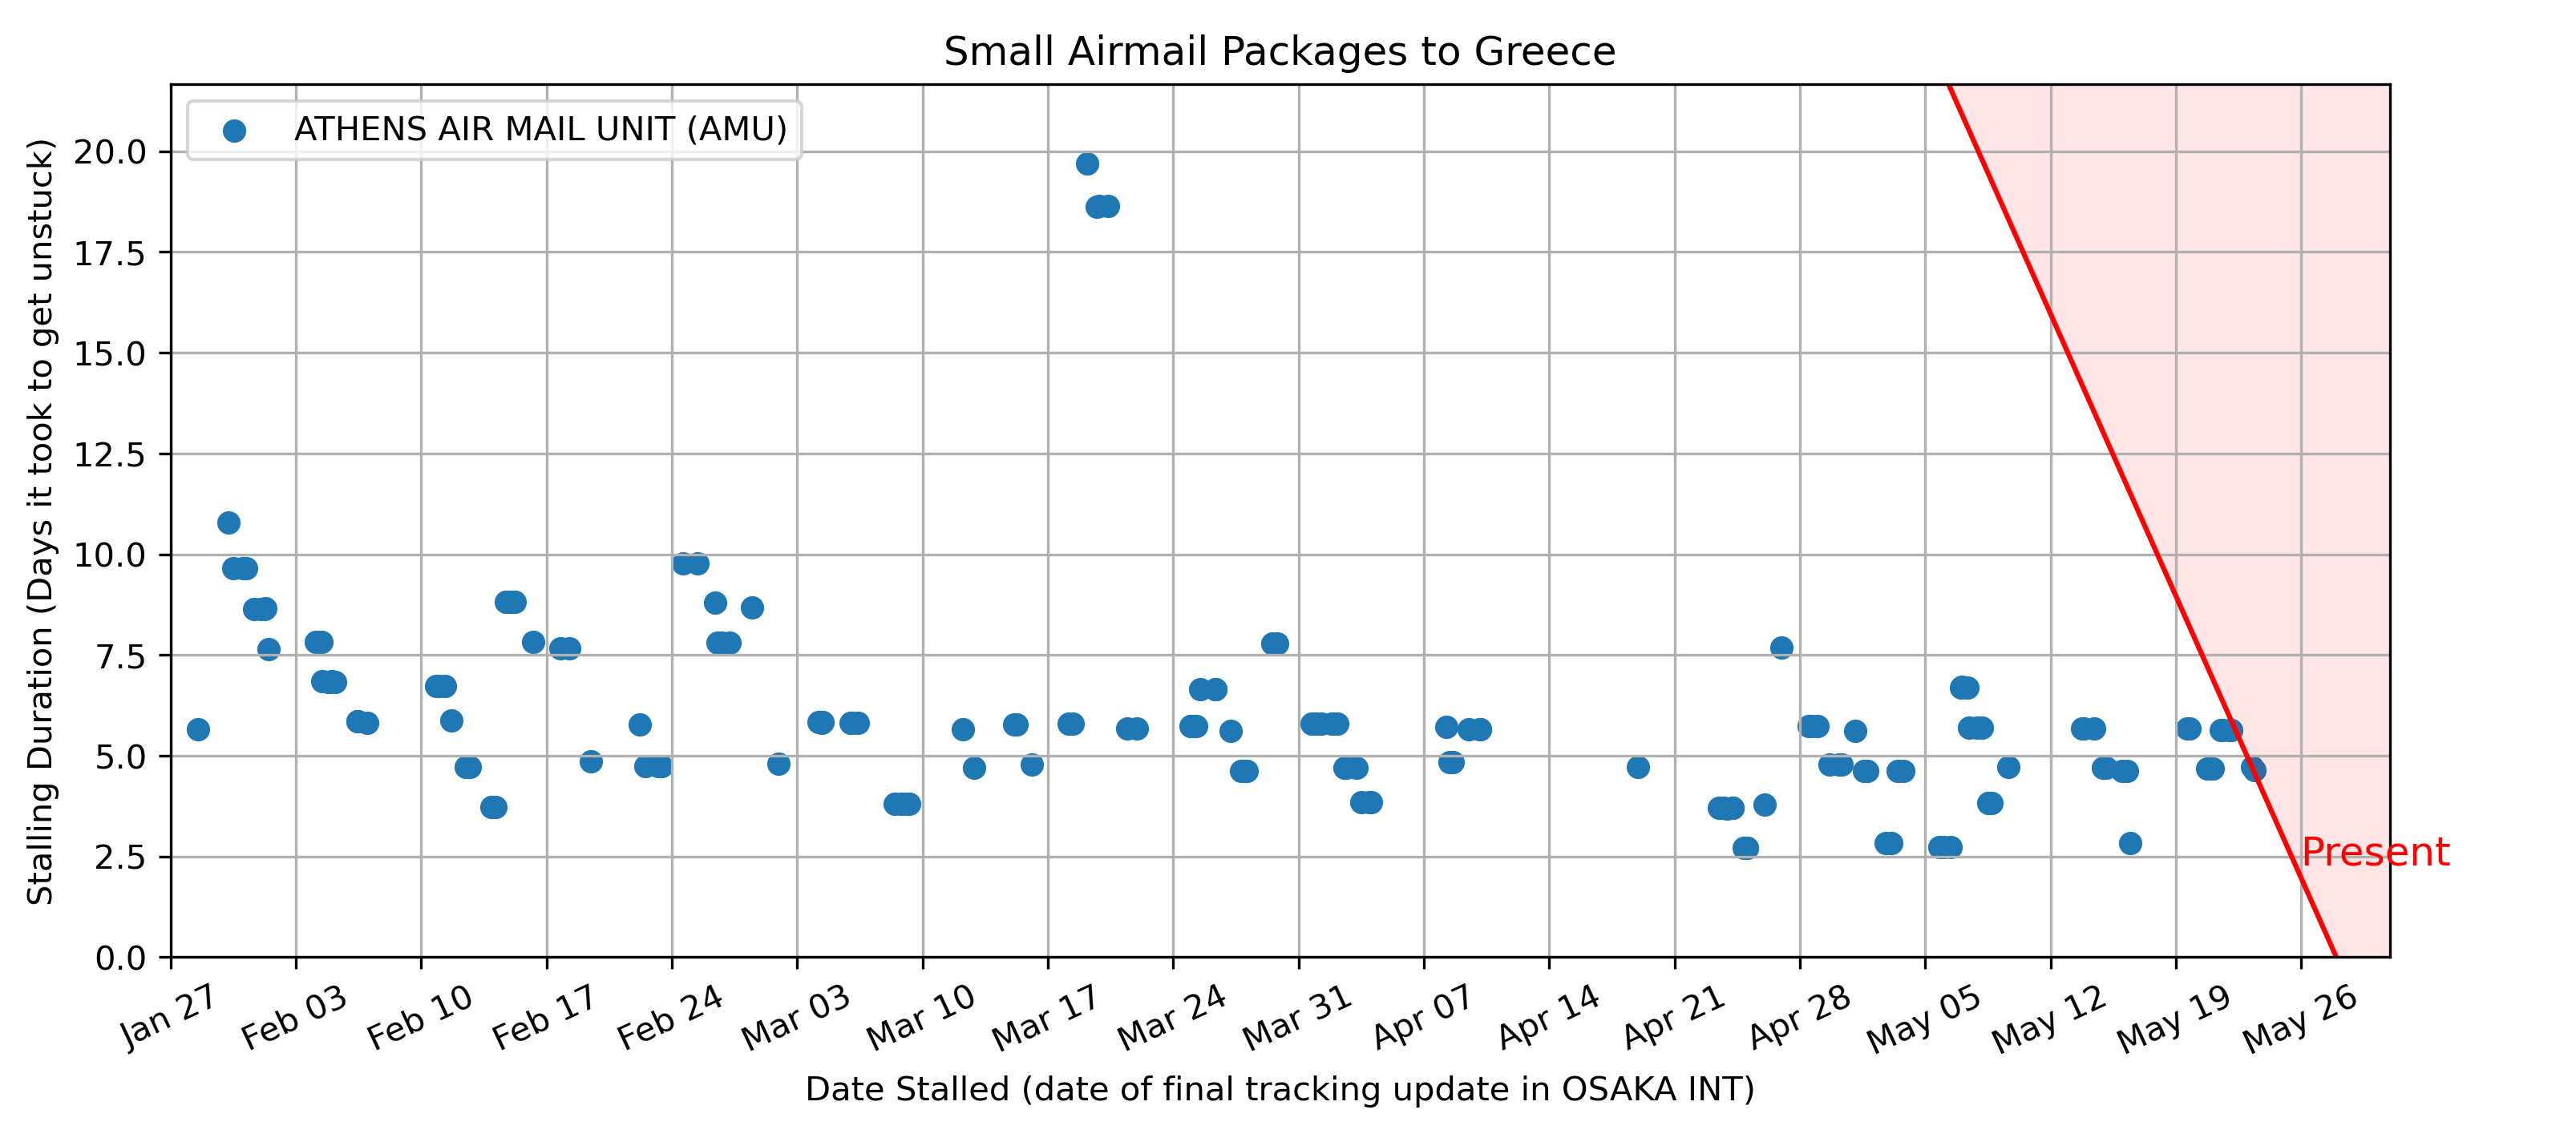 Small Airmail Packages to Greece
ATHENS AIR MAIL UNIT (AMU)
Stalling Duration (Days it took to get unstuck)
20.0
17.5
15.0
12.5
10.0
7.5
5.0
2.5
0.0
Present
Jan 27
Feb 03
Feb 10
Feb 17
Feb 24
Mar 03
Mar 10
Mar 17
Mar 24
Mar 31
Apr 07
Apr 14
Apr 21
Apr 28
May 05
May 12
May 19
May 26
Date Stalled (date of final tracking update in OSAKA INT)